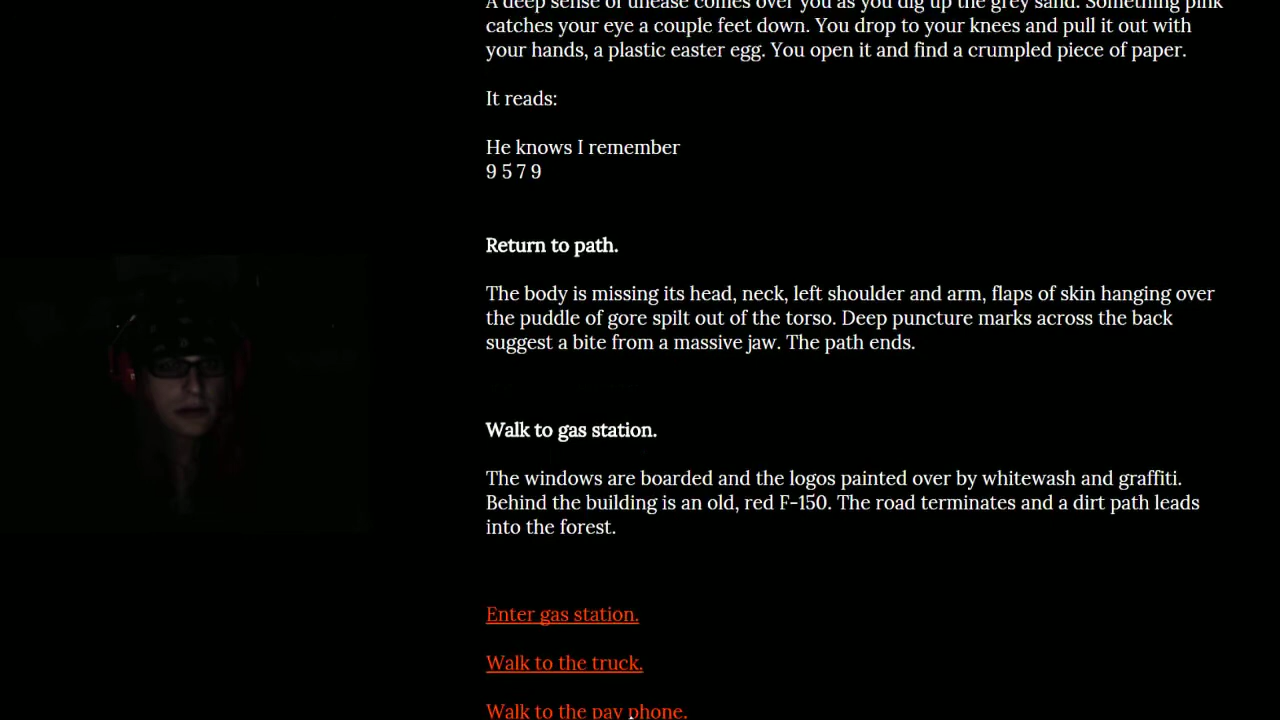 A deep sense of unease comes over you as you dig up the grey sand. Something pink
catches your eye a couple feet down. You drop to your knees and pull it out with
your hands, a plastic easter egg. You open it and find a crumpled piece of paper.
It reads:
He knows I remember
9 5 7 9
Return to path.
The body is missing its head, neck, left shoulder and arm, flaps of skin hanging over
the puddle of gore spilt out of the torso. Deep puncture marks across the back
suggest a bite from a massive jaw. The path ends.
Walk to gas station.
The windows are boarded and the logos painted over by whitewash and graffiti.
Behind the building is an old, red F-150. The road terminates and a dirt path leads
into the forest.
Enter gas station.
Walk to the truck.
Walk to the pay phone.